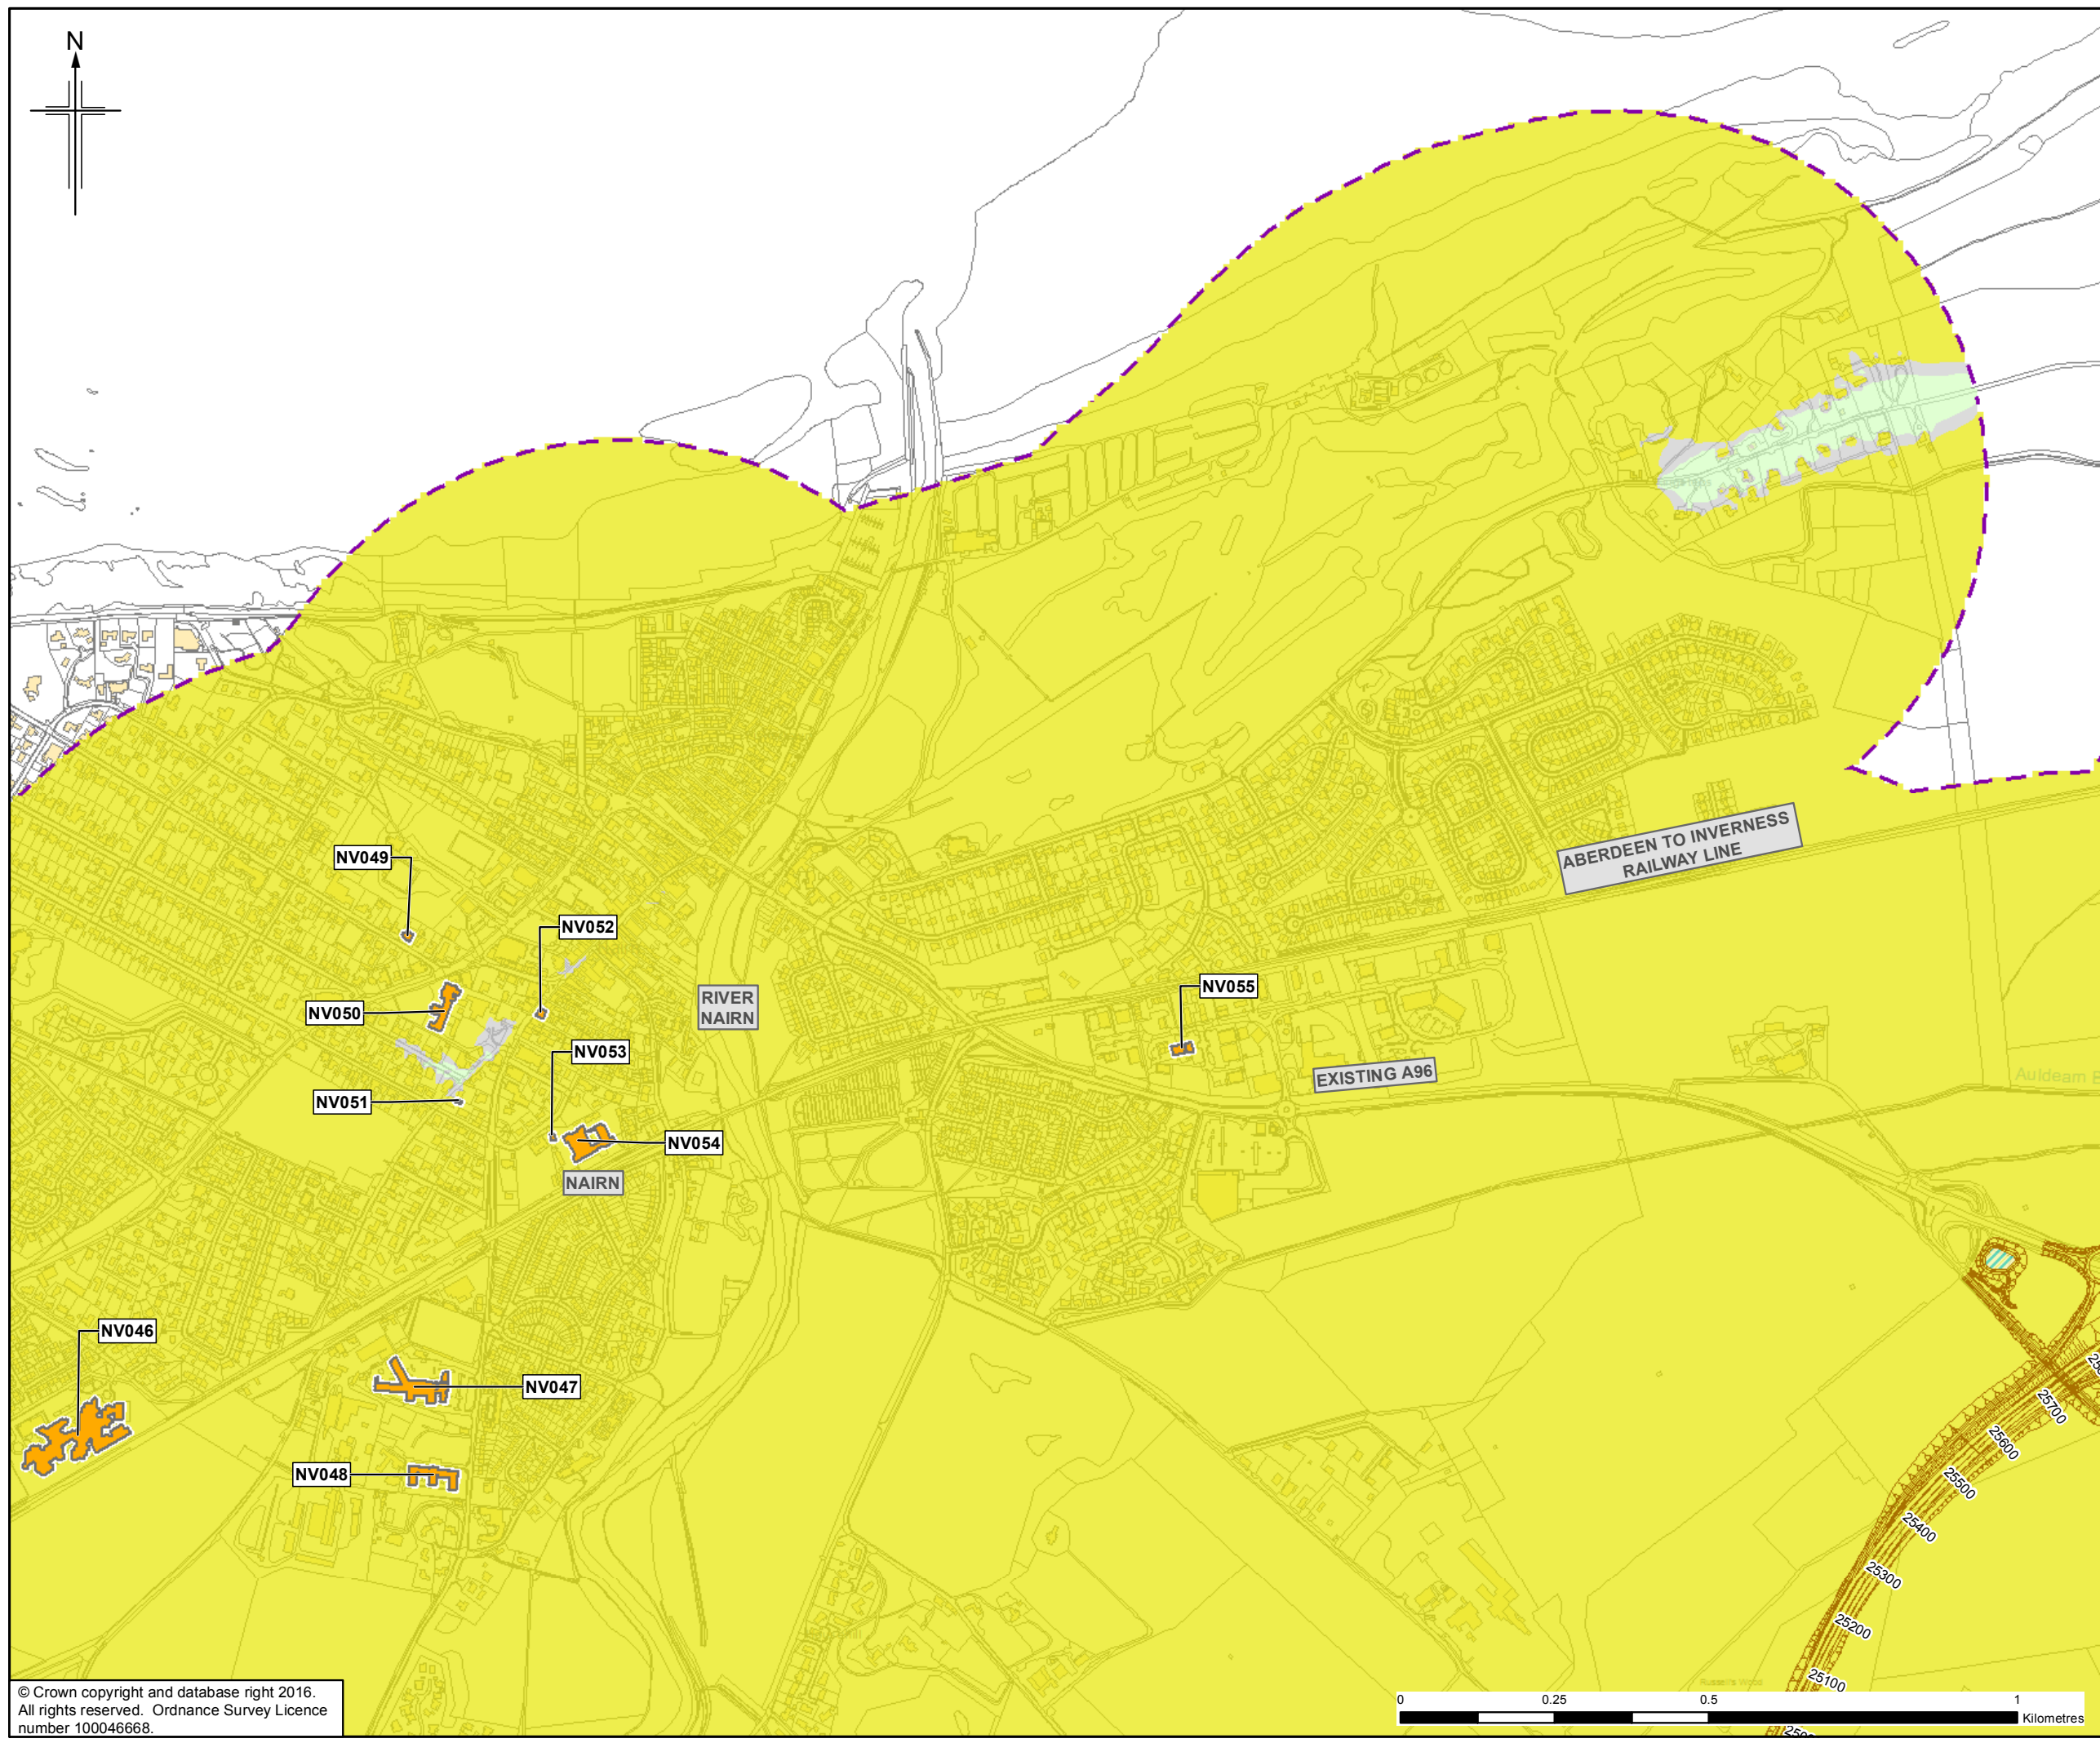 N
NV049
NV052
NV050
RIVER
NAIRN
NV055
NV053
NV051
NV054
NAIRN
EXISTING A96
ABERDEEN TO INVERNESS
RAILWAY LINE
NV046
NV047
NV048
25700
25600
25500
25400
25300
25200
25100
Russell's Wood
0 0.25 0.5 1
Kilometres
© Crown copyright and database right 2016.
All rights reserved. Ordnance Survey Licence
number 100046668.